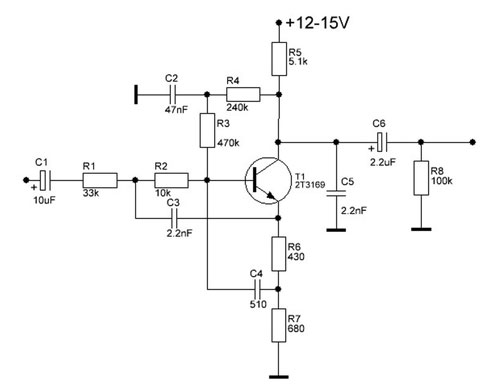 +12-15V
R5
5.1k
C2
47nF
R4
240k
R3
470k
C6
+
2.2uF
C1
+
10uF
R1
33k
R2
10k
T1
2T3169
C5
2.2nF
R8
100k
C3
2.2nF
R6
430
C4
510
R7
680